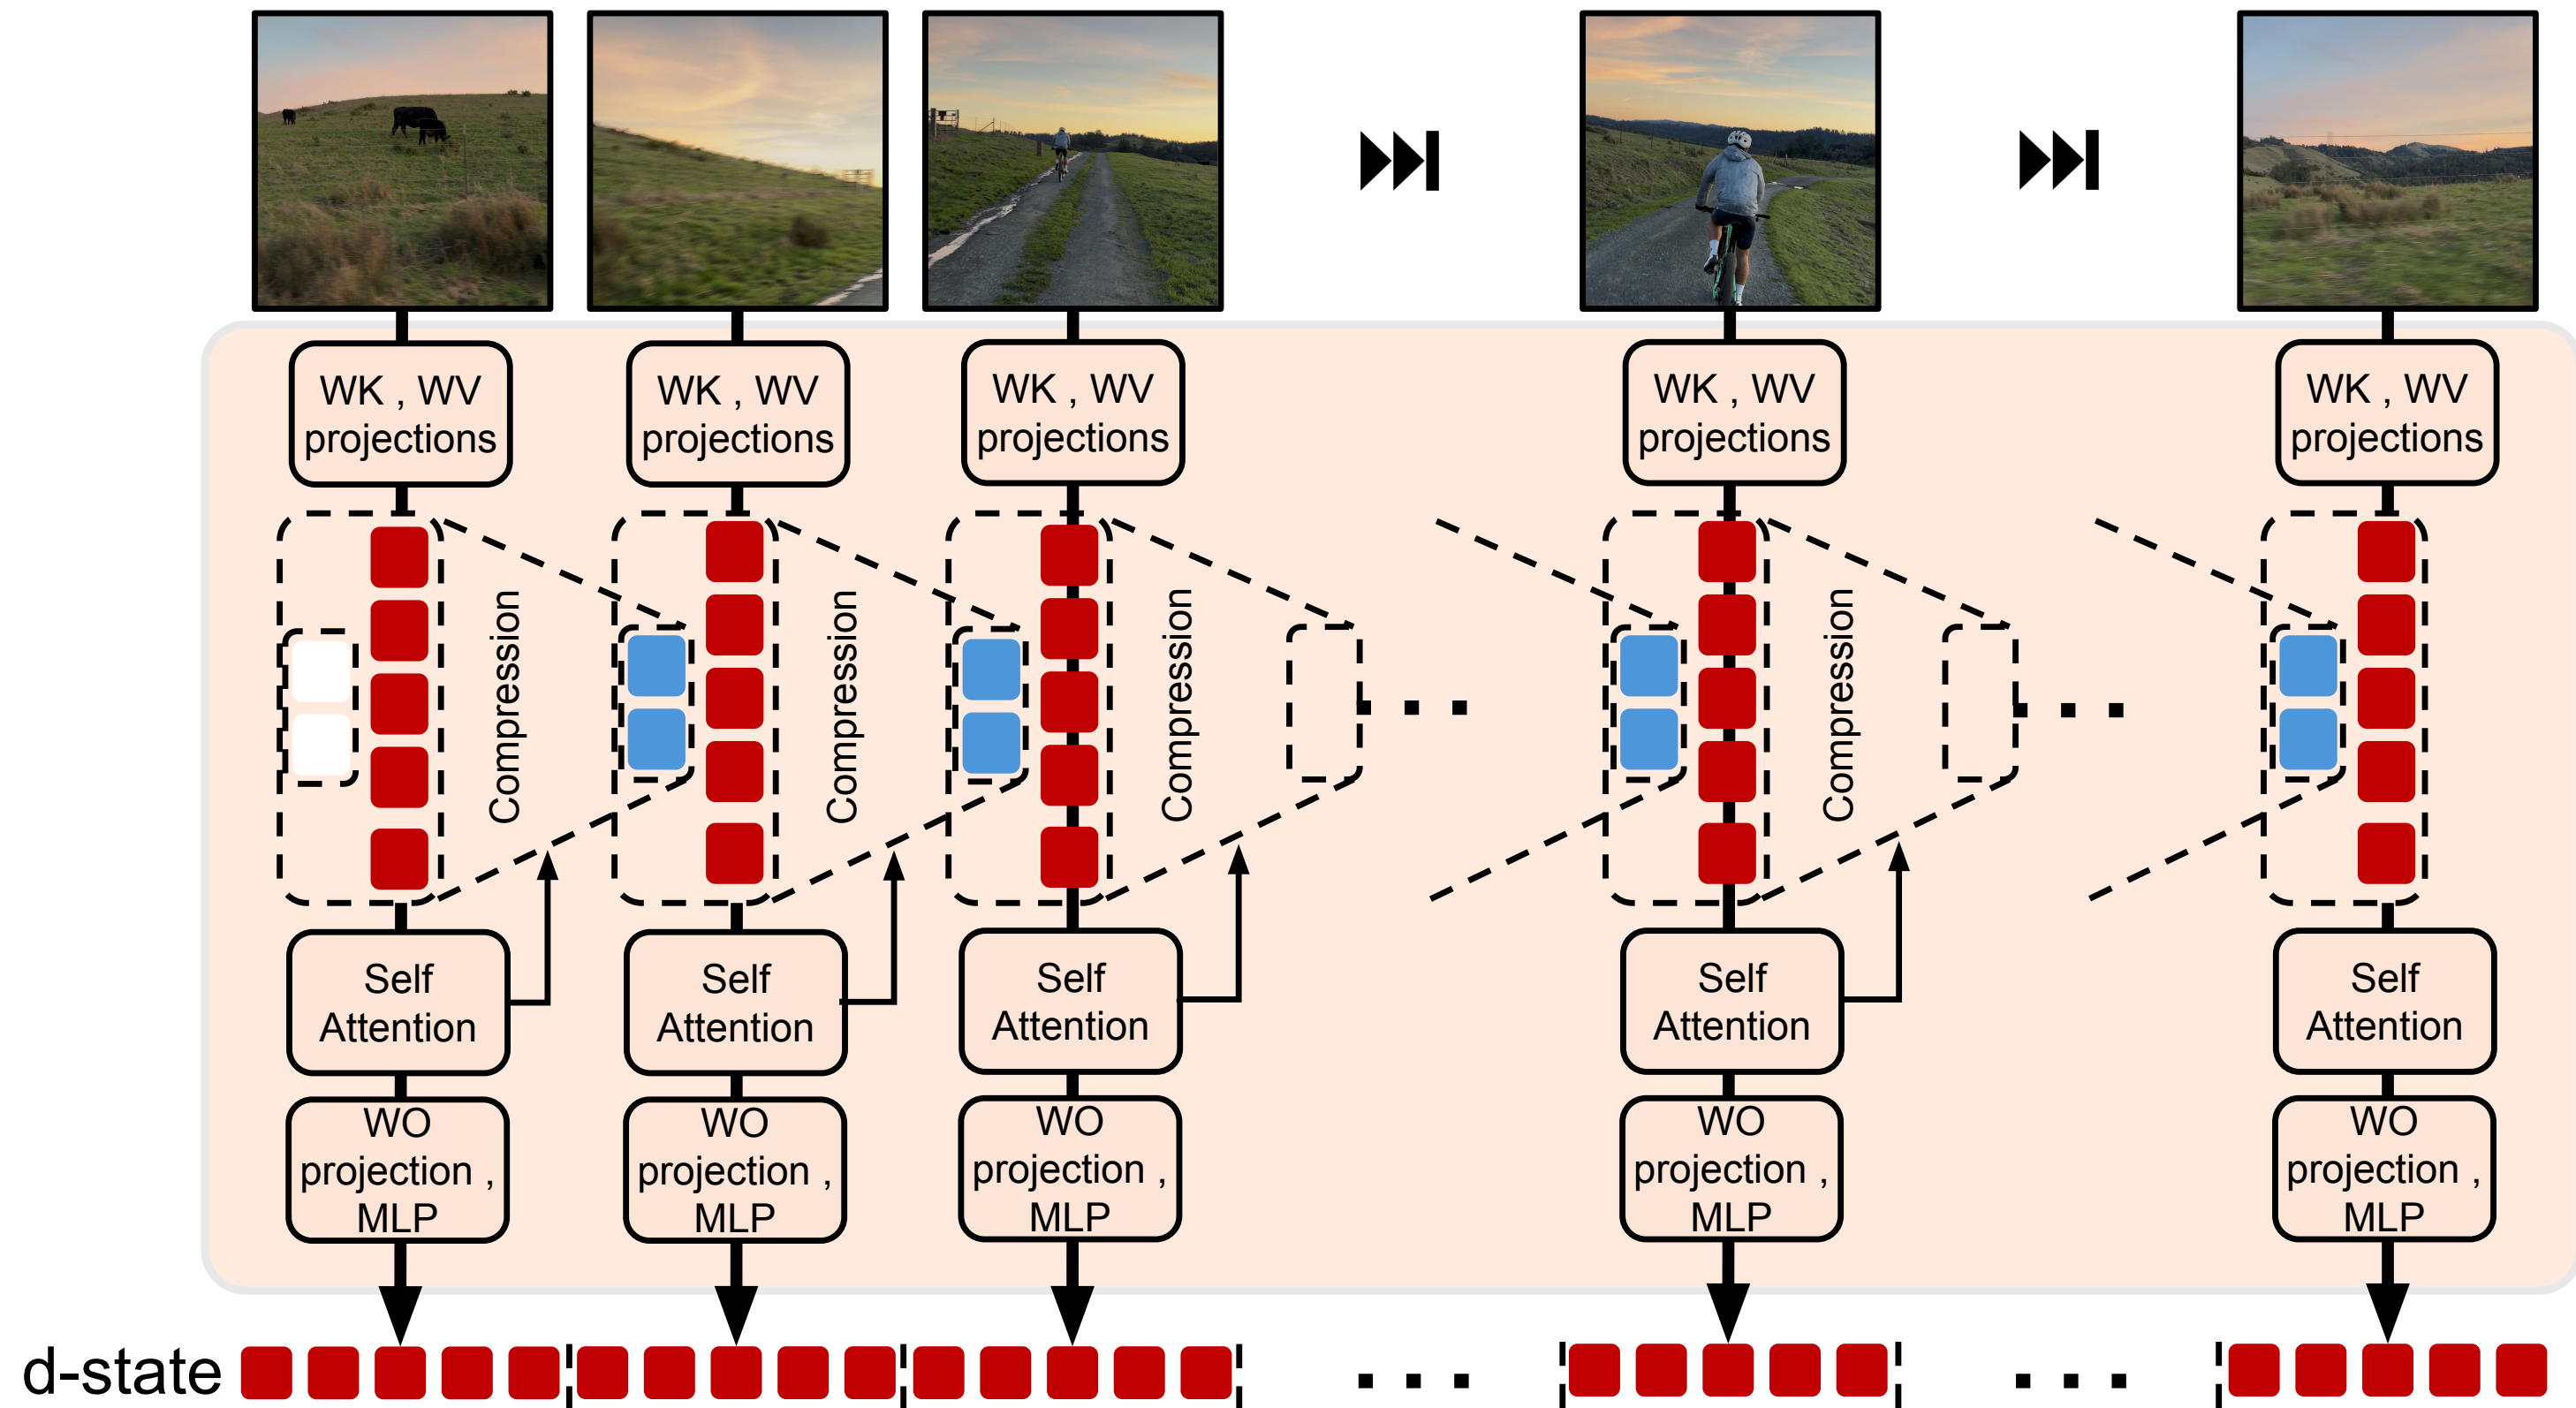 WK , WV
projections
WK , WV
projections
WK , WV
projections
WK , WV
projections
WK , WV
projections
Compression
Compression
Compression
Compression
Self
Attention
Self
Attention
Self
Attention
Self
Attention
Self
Attention
WO
projection ,
MLP
WO
projection ,
MLP
WO
projection ,
MLP
WO
projection ,
MLP
WO
projection ,
MLP
d-state